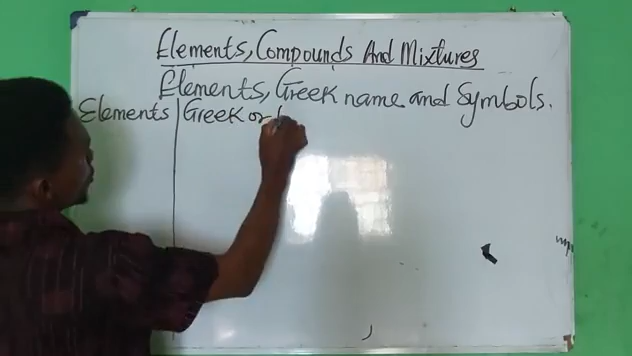 Elements, Compounds And Mixtures
Elements, Greek name and Symbols.
Elements Greek or